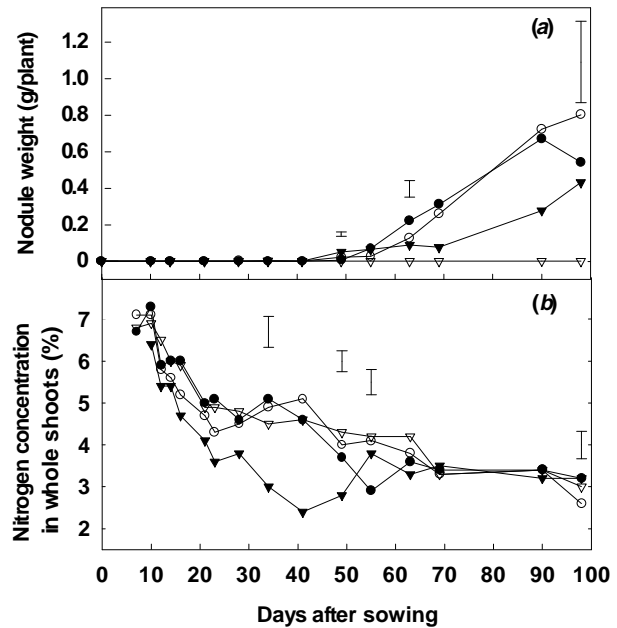 (a)
Nodule weight (g/plant)
1.2
1.0
0.8
0.6
0.4
0.2
0
(b)
Nitrogen concentration
in whole shoots (%)
7
6
5
4
3
2
0 10 20 30 40 50 60 70 80 90 100
Days after sowing